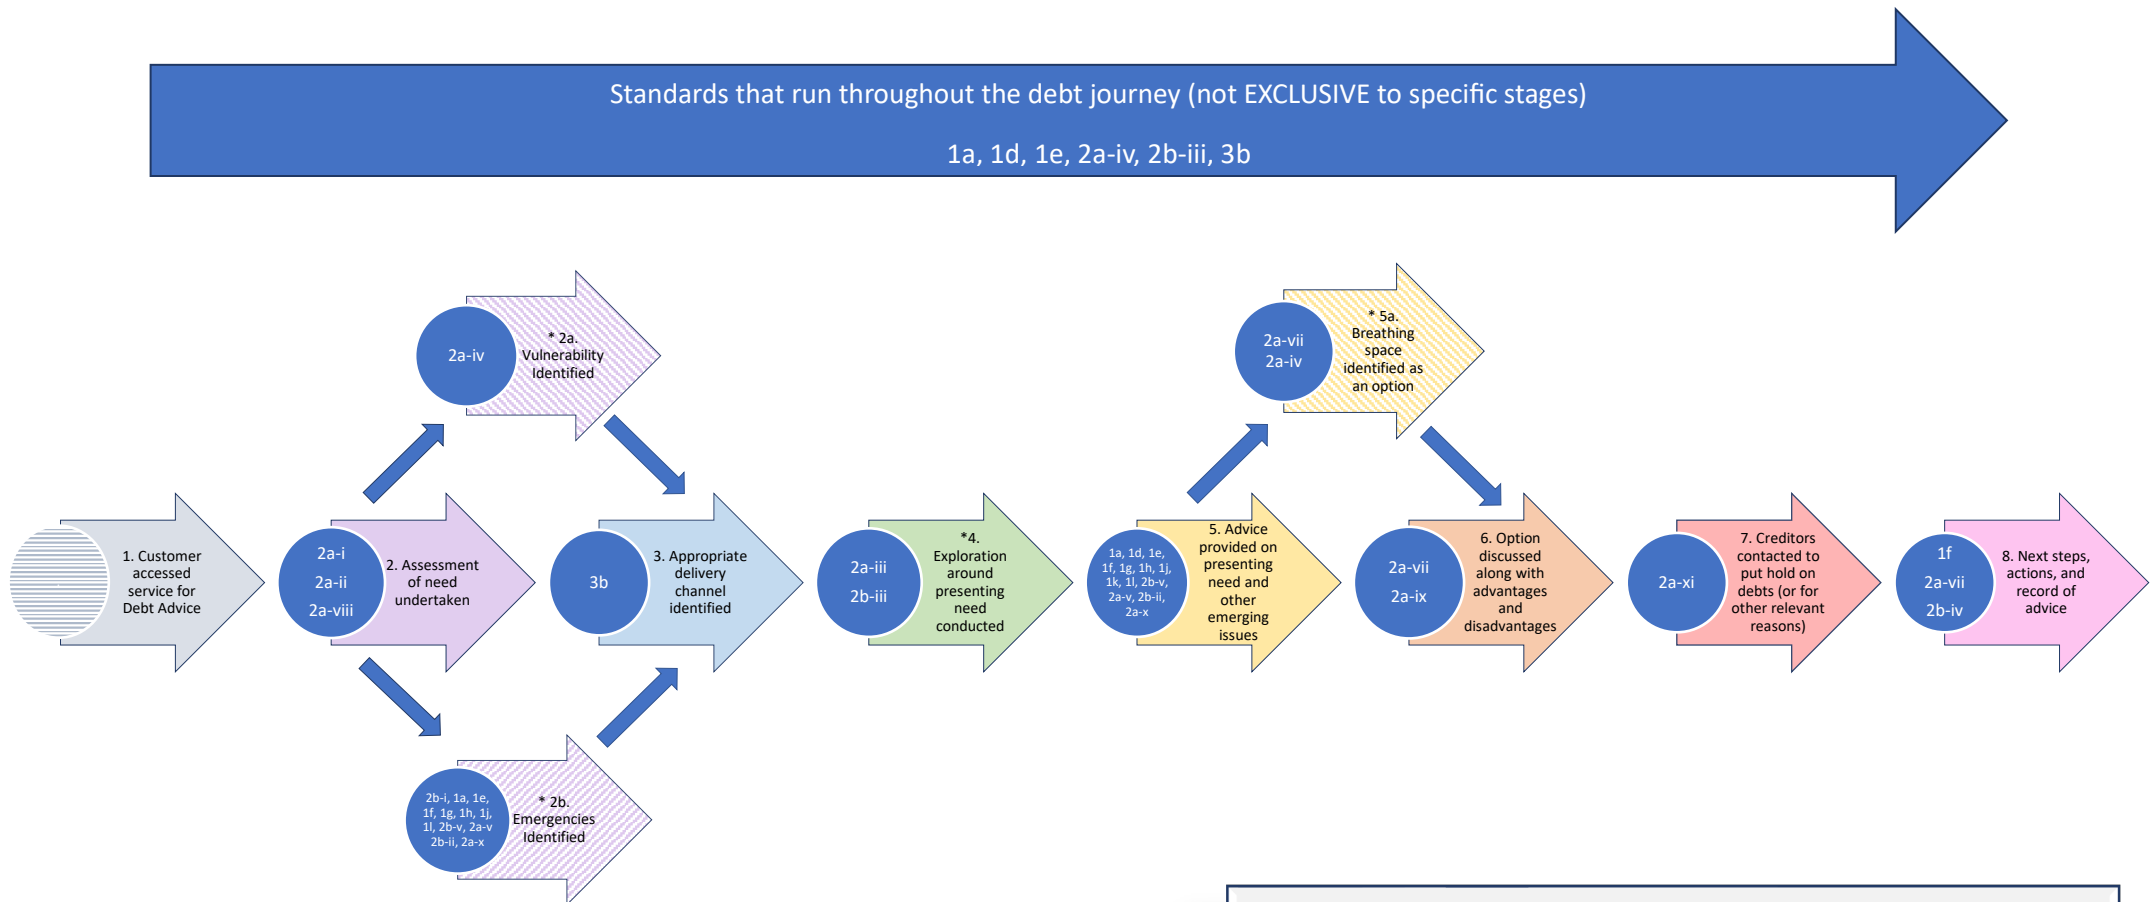 Standards that run throughout the debt journey (not EXCLUSIVE to specific stages)
1a, 1d, 1e, 2a-iv, 2b-iii, 3b
2a-iv
* 2a.
Vulnerability
Identified
2a-vii
2a-iv
* 5a.
Breathing
space
identified as
an option
1. Customer
accessed
service for
Debt Advice
2a-i
2a-ii
2a-viii
2. Assessment
of need
undertaken
3b
3. Appropriate
delivery
channel
identified
2a-iii
2b-iii
*4.
Exploration
around
presenting
need
conducted
1a, 1d, 1e,
1f, 1g, 1h, 1j,
1k, 1l, 2b-v,
2a-v, 2b-ii,
2a-x
5. Advice
provided on
presenting
need and
other
emerging
issues
2a-vii
2a-ix
6. Option
discussed
along with
advantages
and
disadvantages
2a-xi
7. Creditors
contacted to
put hold on
debts (or for
other relevant
reasons)
1f
2a-vii
2b-iv
8. Next steps,
actions, and
record of
advice
2b-i, 1a, 1e,
1f, 1g, 1h, 1j,
1l, 2b-v, 2a-v
2b-ii, 2a-x
* 2b.
Emergencies
Identified